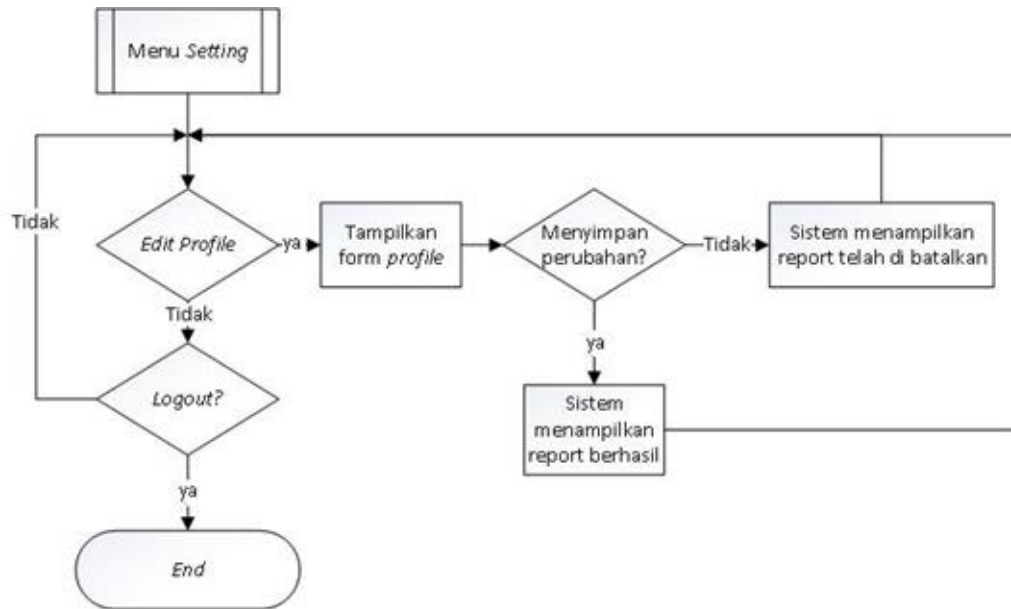 Menu Setting
Tidak
Edit Profile
ya
Tampilkan
form profile
Menyimpan
perubahan?
Tidak
Sistem menampilkan
report telah di batalkan
Tidak
Logout?
ya
Sistem
menampilkan
report berhasil
ya
End